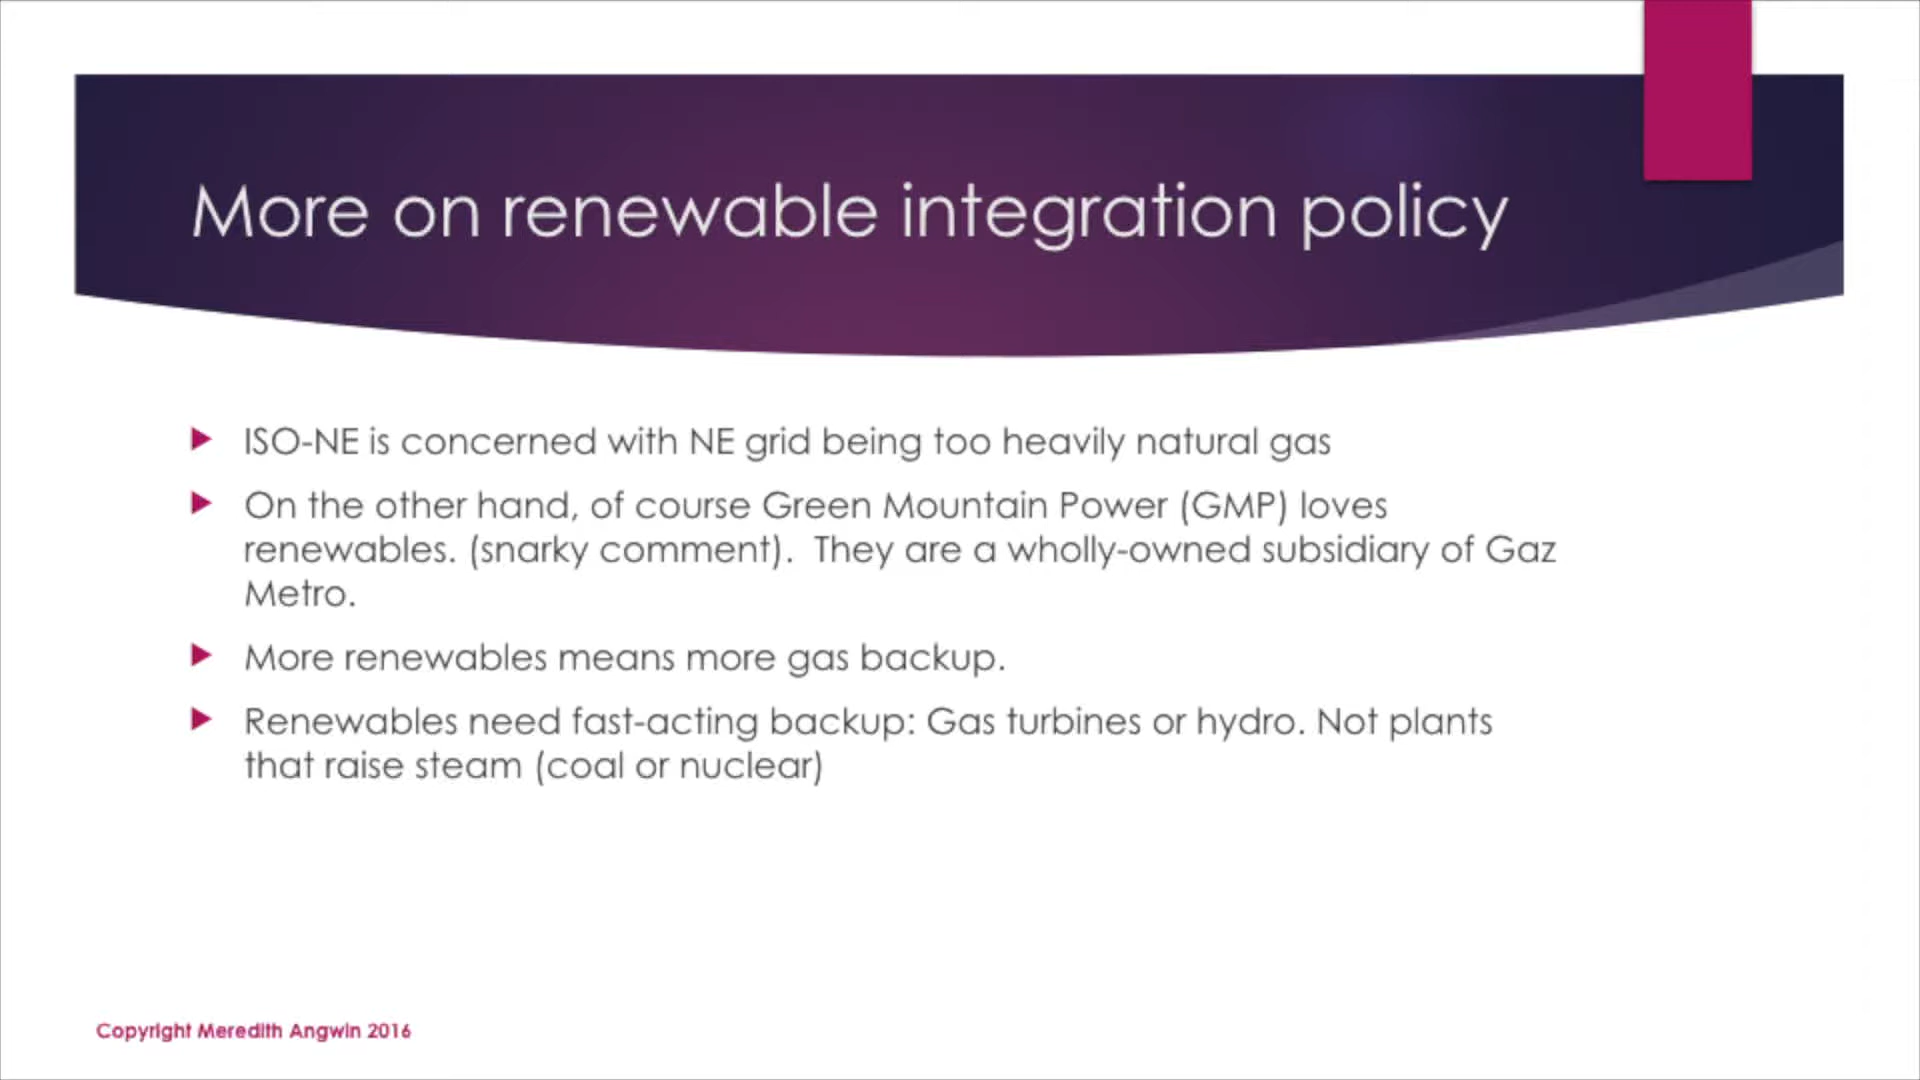 More on renewable integration policy
ISO-NE is concerned with NE grid being too heavily natural gas
On the other hand, of course Green Mountain Power (GMP) loves
renewables. (snarky comment).  They are a wholly-owned subsidiary of Gaz
Metro.
More renewables means more gas backup.
Renewables need fast-acting backup: Gas turbines or hydro. Not plants
that raise steam (coal or nuclear)
Copyright Meredith Angwin 2016